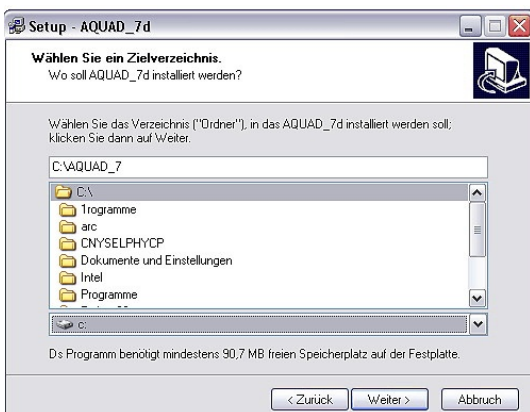 Setup - AQUAD_7d
Wählen Sie ein Zielverzeichnis.
Wo soll AQUAD_7d installiert werden?
Wählen Sie das Verzeichnis ("Ordner"), in das AQUAD_7d installiert werden soll;
klicken Sie dann auf Weiter.
C:\AQUAD_7
C:\
1rogramme
arc
CNYSELPHYCP
Dokumente und Einstellungen
Intel
Programme
c:
Ds Programm benötigt mindestens 90,7 MB freien Speicherplatz auf der Festplatte.
< Zurück Weiter > Abbruch